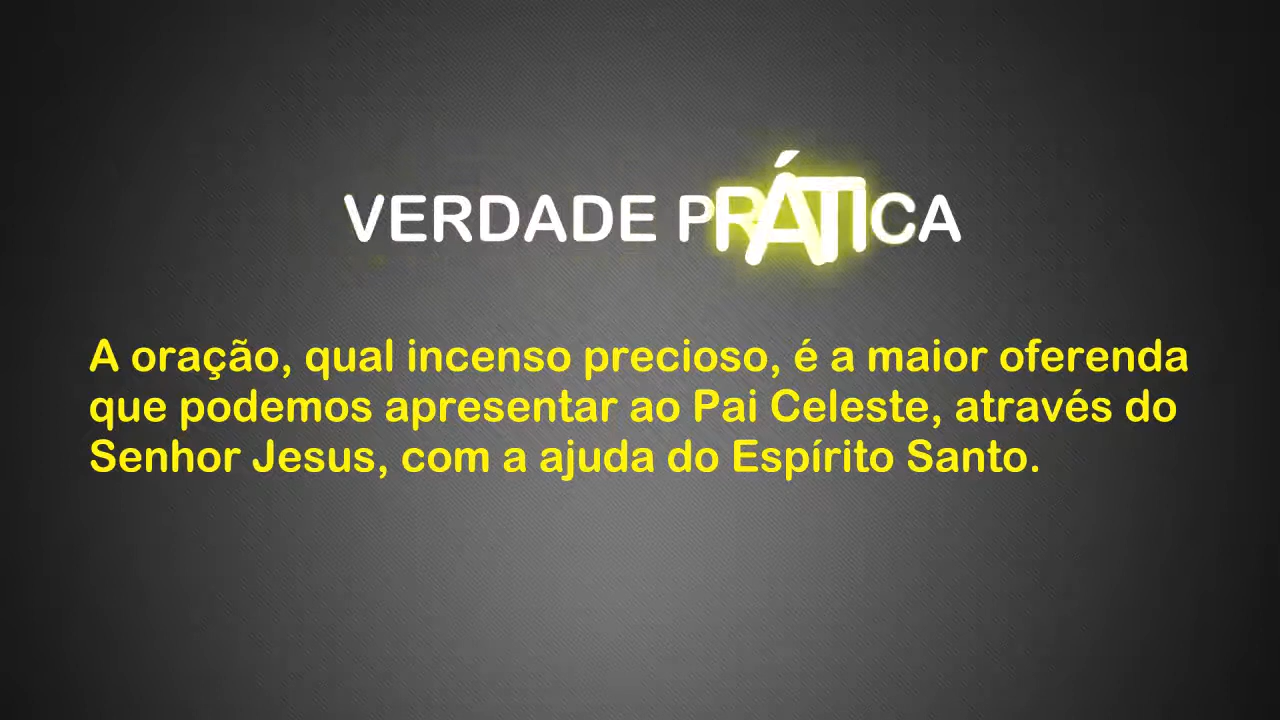 VERDADE PRÁTICA
A oração, qual incenso precioso, é a maior oferenda
que podemos apresentar ao Pai Celeste, através do
Senhor Jesus, com a ajuda do Espírito Santo.